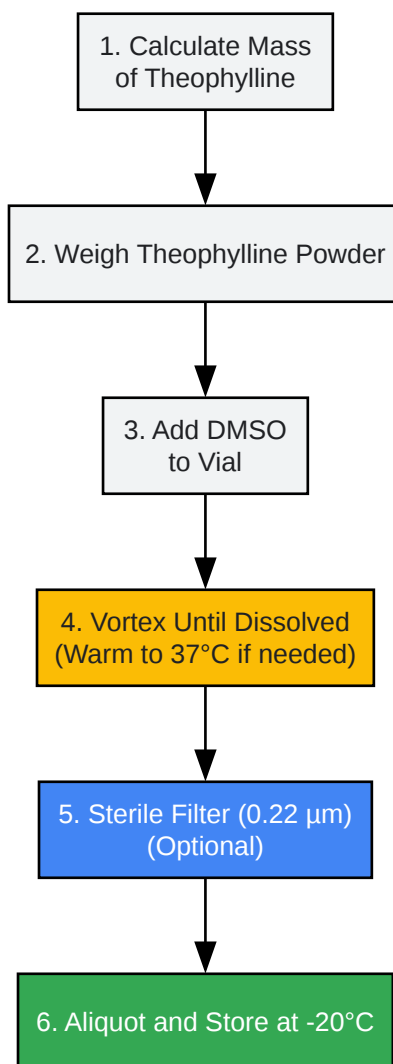 1. Calculate Mass
of Theophylline
2. Weigh Theophylline Powder
3. Add DMSO
to Vial
4. Vortex Until Dissolved
(Warm to 37°C if needed)
5. Sterile Filter (0.22 µm)
(Optional)
6. Aliquot and Store at -20°C